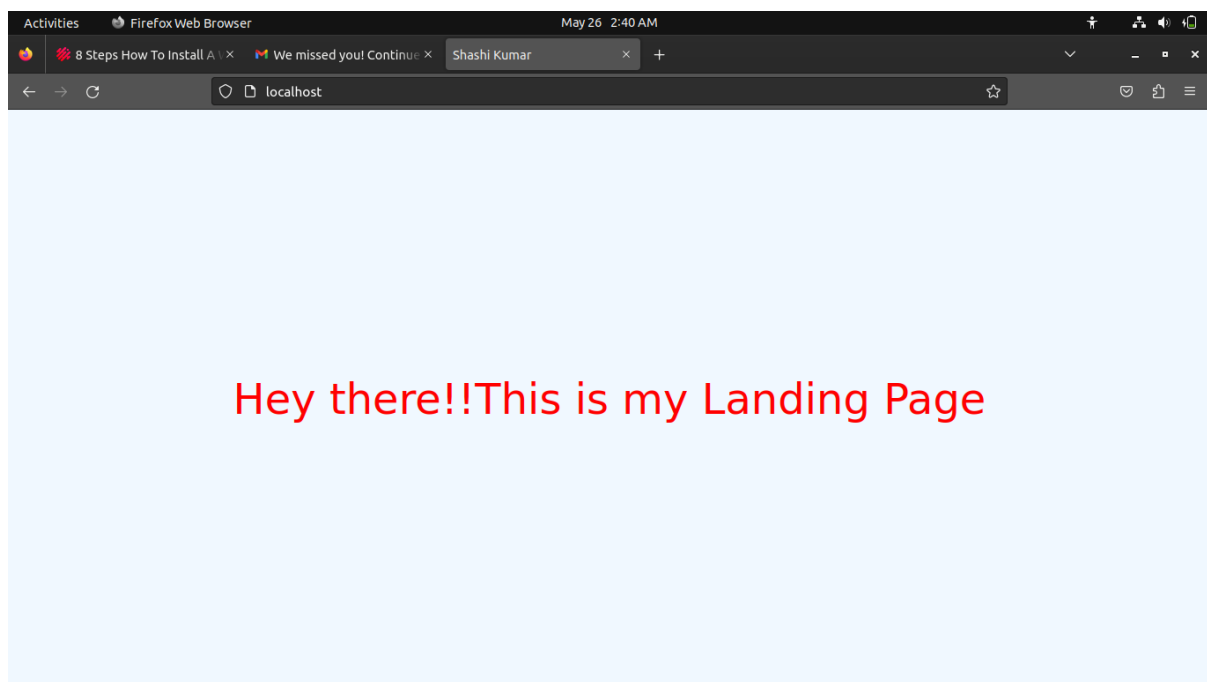 Activities Firefox Web Browser May 26 2:40 AM
8 Steps How To Install A We missed you! Continue Shashi Kumar
localhost
Hey there!!This is my Landing Page